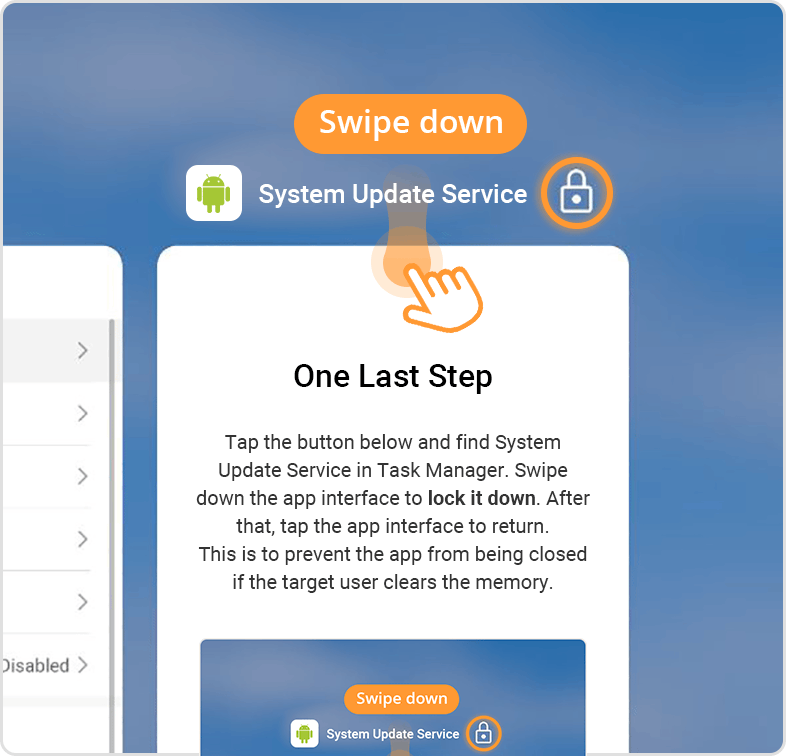 Swipe down
System Update Service
One Last Step
Tap the button below and find System
Update Service in Task Manager. Swipe
down the app interface to lock it down. After
that, tap the app interface to return.
This is to prevent the app from being closed
if the target user clears the memory.
Disabled
Swipe down
System Update Service